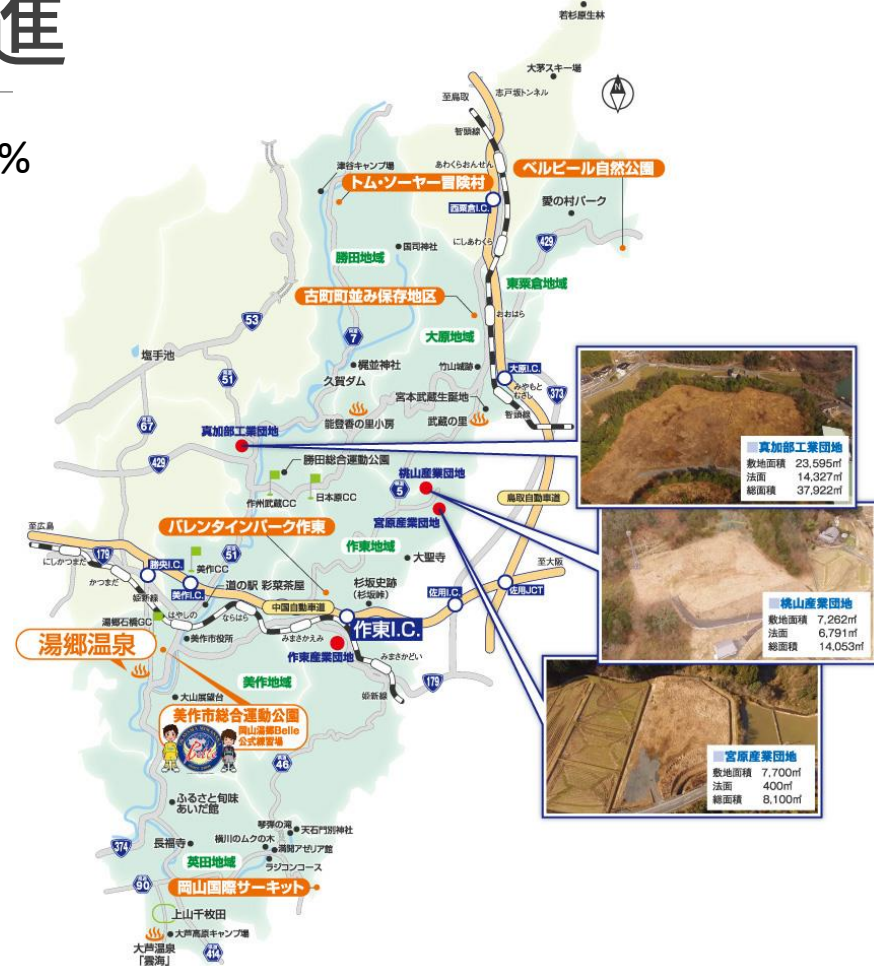 進
%
若杉原生林
大茅スキー場
N
至鳥取
志戸坂トンネル
智頭線
津谷キャンプ場
あわくらおんせん
トム・ソーヤー冒険村
ベルピール自然公園
西粟倉I.C.
愛の村パーク
国司神社
にしあわくら
429
勝田地域
東粟倉地域
古町町並み保存地区
おおはら
53
7
大原地域
塩手池
梶並神社
竹山城跡
大原I.C.
51
久賀ダム
宮本武蔵生誕地
みやもと
むさし
373
67
能登香の里小房
武蔵の里
智頭線
真加部工業団地
429
勝田総合運動公園
桃山産業団地
作州武蔵CC
日本原CC
5
鳥取自動車道
宮原産業団地
バレンタインパーク作東
至広島
作東地域
179
にしかつまだ
勝央I.C.
51
美作CC
大聖寺
至大阪
かつまだ
姫新線
美作I.C.
道の駅 彩菜茶屋
杉坂史跡
(杉坂峠)
佐用I.C.
佐用JCT
中国自動車道
湯郷石橋GC
はやしの
ならはら
作東I.C.
美作市役所
みまさかえみ
湯郷温泉
作東産業団地
みまさかどい
美作地域
姫新線
179
大山展望台
美作市総合運動公園
岡山湯郷Belle
公式練習場
Belle
46
ふるさと旬味
あいだ館
琴弾の滝
天石門別神社
374
長福寺
横川のムクの木
満開アゼリア館
英田地域
ラジコンコース
90
岡山国際サーキット
上山千枚田
大芦高原キャンプ場
大芦温泉
「雲海」
414
真加部工業団地
敷地面積 23,595㎡
法面 14,327㎡
総面積 37,922㎡
桃山産業団地
敷地面積 7,262㎡
法面 6,791㎡
総面積 14,053㎡
宮原産業団地
敷地面積 7,700㎡
法面 400㎡
総面積 8,100㎡